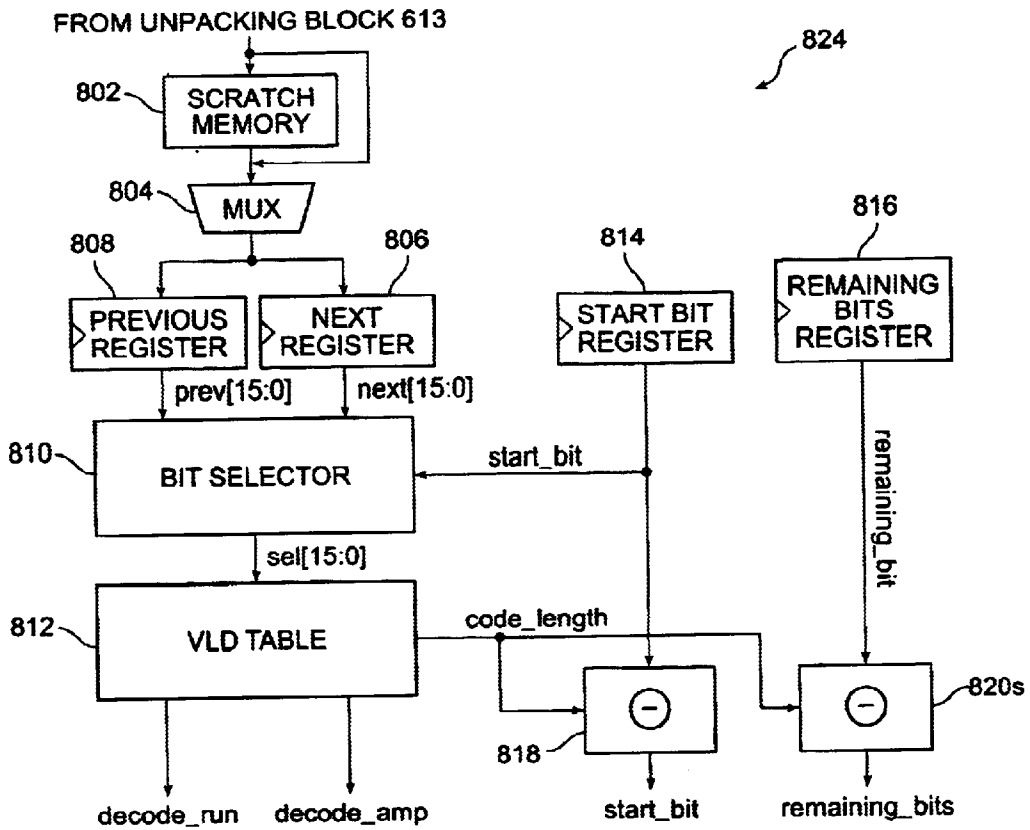 FROM UNPACKING BLOCK 613
824
802
SCRATCH
MEMORY
804
MUX
808
806
814
816
PREVIOUS
REGISTER
NEXT
REGISTER
START BIT
REGISTER
REMAINING
BITS
REGISTER
prev[15:0]
next[15:0]
810
BIT SELECTOR
start_bit
remaining_bit
sel[15:0]
812
VLD TABLE
code_length
818
−
−
820s
decode_run
decode_amp
start_bit
remaining_bits